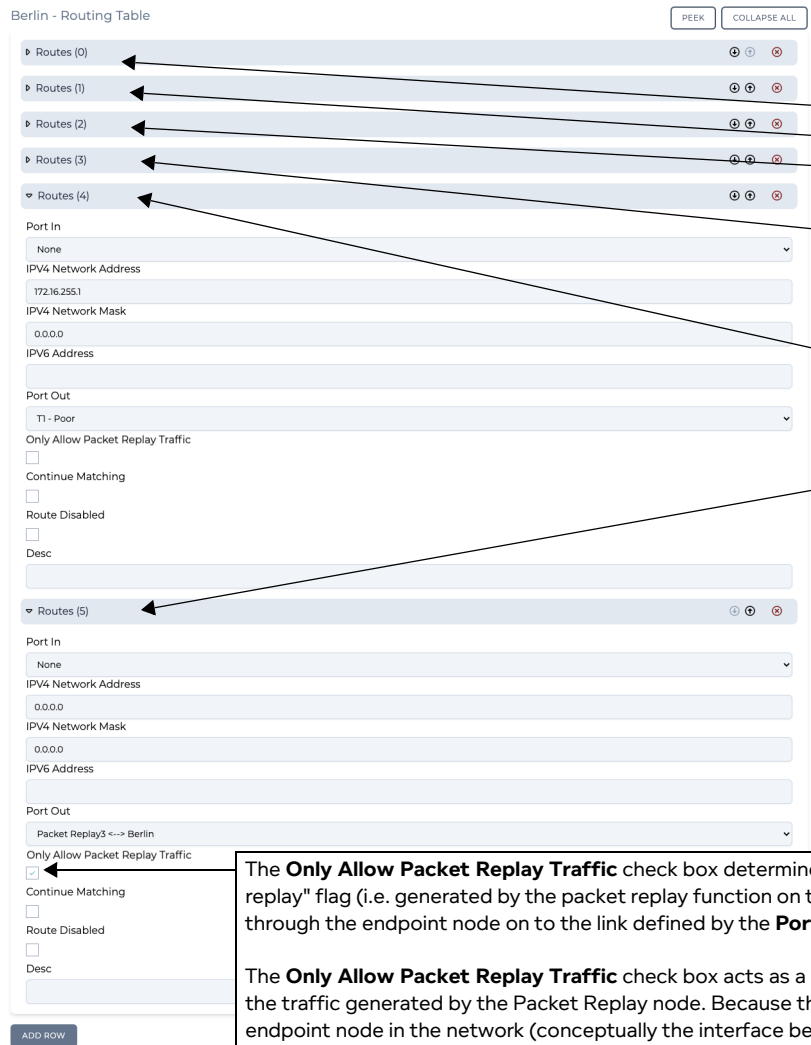 Berlin - Routing Table
PEEK
COLLAPSE ALL
Routes (0)
Routes (1)
Routes (2)
Routes (3)
Routes (4)
Port In
None
IPV4 Network Address
172.16.255.1
IPV4 Network Mask
0.0.0.0
IPV6 Address
Port Out
T1 - Poor
Only Allow Packet Replay Traffic
Continue Matching
Route Disabled
Desc
Routes (5)
Port In
None
IPV4 Network Address
0.0.0.0
IPV4 Network Mask
0.0.0.0
IPV6 Address
Port Out
Packet Replay3 <--> Berlin
Only Allow Packet Replay Traffic
Continue Matching
Route Disabled
Desc
ADD ROW
The Only Allow Packet Replay Traffic check box
replay" flag (i.e. generated by the packet replay function on
through the endpoint node on to the link defined by the
The Only Allow Packet Replay Traffic check box acts as a
the traffic generated by the Packet Replay node. Because
endpoint node in the network (conceptually the interface